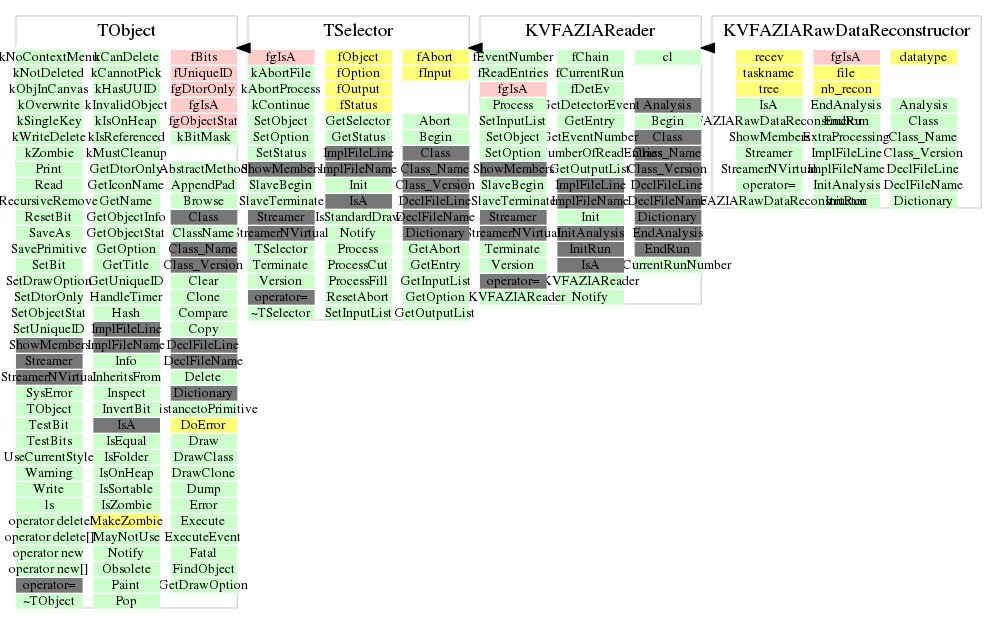 TObject
kNoContextMenu kCanDelete fBits
kNotDeleted kCannotPick fUniqueID
kObjInCanvas kHasUUID fgDtorOnly
kOverwrite kInvalidObject fgIsA
kSingleKey kIsOnHeap fgObjectStat
kWriteDelete kIsReferenced kBitMask
kZombie kMustCleanup
Print GetDtorOnly AbstractMethod
Read GetIconName AppendPad
RecursiveRemove GetName Browse
ResetBit GetObjectInfo Class
SaveAs GetObjectStat ClassName
SavePrimitive GetOption Class_Name
SetBit GetTitle Class_Version
SetDrawOption GetUniqueID Clear
SetDtorOnly HandleTimer Clone
SetObjectStat Hash Compare
SetUniqueID ImplFileLine Copy
ShowMembers ImplFileName DeclFileLine
Streamer Info DeclFileName
StreamerNVirtual InheritsFrom Delete
SysError Inspect Dictionary
TObject InvertBit istancetoPrimitive
TestBit IsA DoError
TestBits IsEqual Draw
UseCurrentStyle IsFolder DrawClass
Warning IsOnHeap DrawClone
Write IsSortable Dump
ls IsZombie Error
operator delete MakeZombie Execute
operator delete[] MayNotUse ExecuteEvent
operator new Notify Fatal
operator new[] Obsolete FindObject
operator= Paint GetDrawOption
~TObject Pop
TSelector
fgIsA fObject fAbort
kAbortFile fOption fInput
kAbortProcess fOutput
kContinue fStatus
SetObject GetSelector Abort
SetOption GetStatus Begin
SetStatus ImplFileLine Class
ShowMembers ImplFileName Class_Name
SlaveBegin Init Class_Version
SlaveTerminate IsA DeclFileLine
Streamer IsStandardDraw DeclFileName
StreamerNVirtual Notify Dictionary
TSelector Process GetAbort
Terminate ProcessCut GetEntry
Version ProcessFill GetInputList
operator= ResetAbort GetOption
~TSelector SetInputList GetOutputList
KVFAZIAReader
fEventNumber fChain cl
fReadEntries fCurrentRun
fgIsA fDetEv
Process GetDetectorEvent Analysis
SetInputList GetEntry Begin
SetObject GetEventNumber Class
SetOption Class_Name
ShowMembers GetOutputList Class_Version
SlaveBegin ImplFileLine DeclFileLine
SlaveTerminate ImplFileName DeclFileName
Streamer Init Dictionary
StreamerNVirtual InitAnalysis EndAnalysis
Terminate InitRun EndRun
Version IsA CurrentRunNumber
operator= KVFAZIAReader
KVFAZIAReader Notify
KVFAZIARawDataReconstructor
recev fgIsA datatype
taskname file
tree nb_recon
IsA EndAnalysis Analysis
EndRun Class
ShowMembers ExtraProcessing Class_Name
Streamer ImplFileLine Class_Version
StreamerNVirtual ImplFileName DeclFileLine
operator= InitAnalysis DeclFileName
InitRun Dictionary